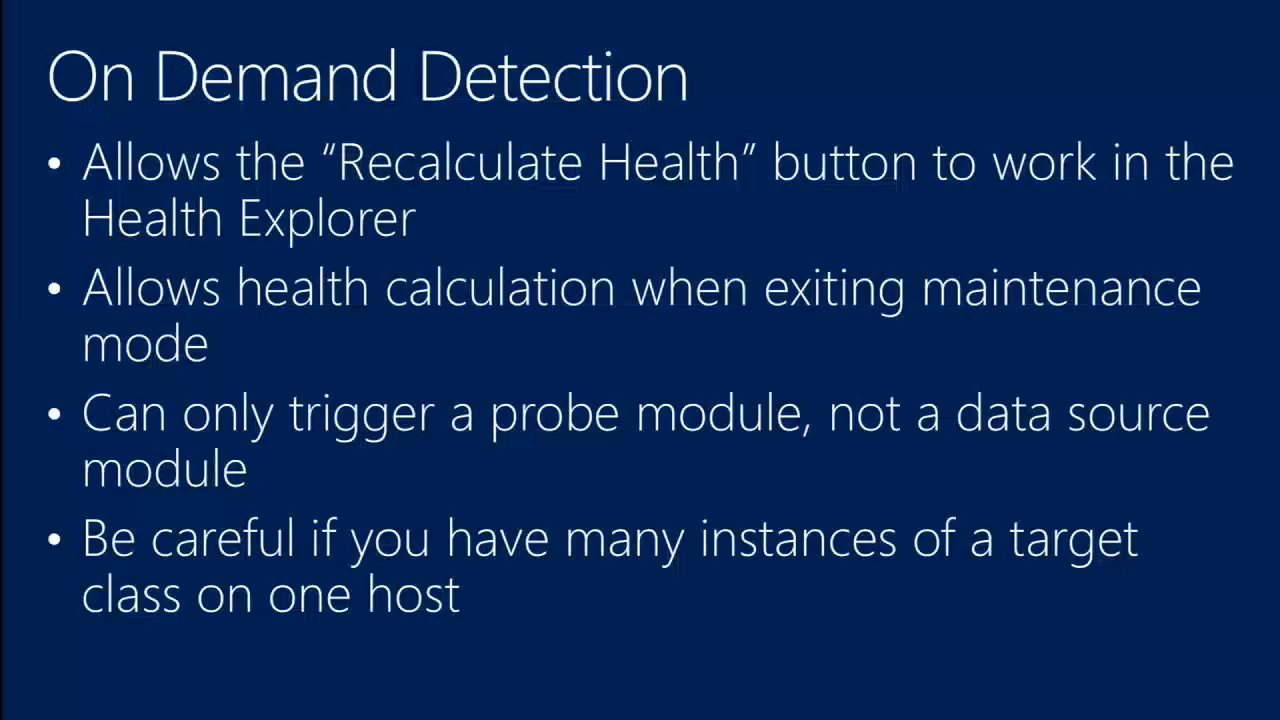 On Demand Detection
• Allows the “Recalculate Health” button to work in the
Health Explorer
• Allows health calculation when exiting maintenance
mode
• Can only trigger a probe module, not a data source
module
• Be careful if you have many instances of a target
class on one host